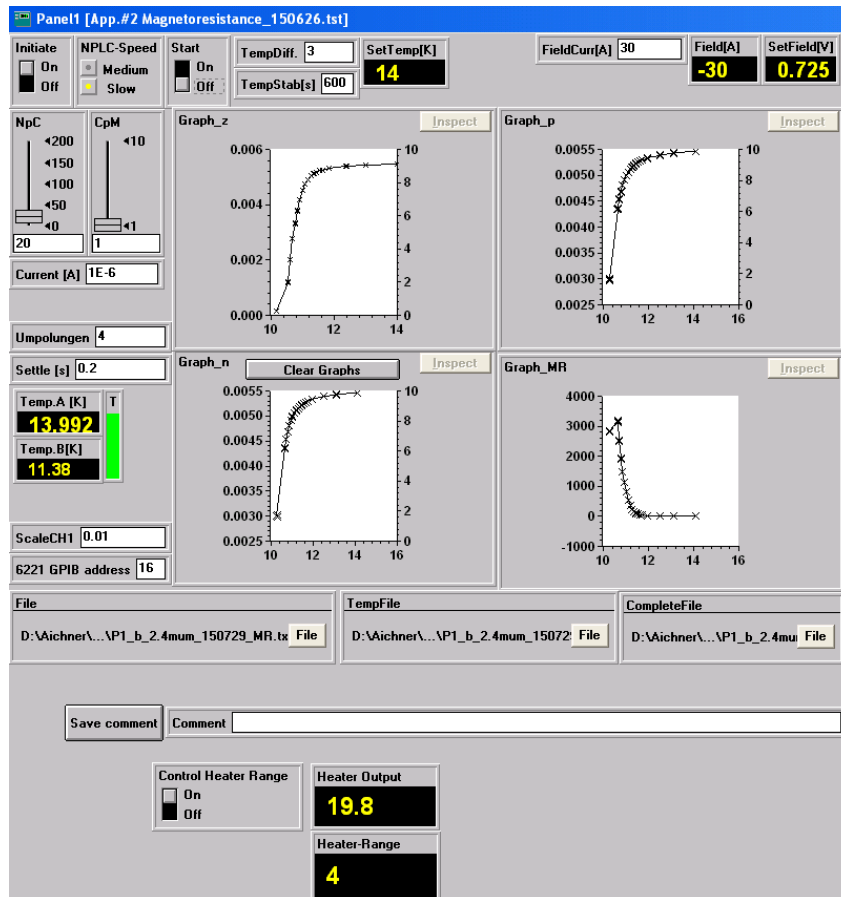 Panel1 [App.#2 Magnetoresistance_150626.tst]
Initiate
On
Off
NPLC-Speed
Medium
Slow
Start
On
Off
TempDiff. 3
TempStab[s] 600
SetTemp[K]
14
FieldCurr[A] 30
Field[A]
-30
SetField[V]
0.725
NpC
200
150
100
50
0
20
CpM
10
1
1
Current [A] 1E-6
Umpolungen 4
Settle [s] 0.2
Temp.A [K]
13.992
T
Temp.B[K]
11.38
ScaleCH1 0.01
6221 GPIB address 16
Graph_z
Inspect
0.006
0.004
0.002
0.000
10
8
6
4
2
0
10 12 14
Graph_p
Inspect
0.0055
0.0050
0.0045
0.0040
0.0035
0.0030
0.0025
10
8
6
4
2
0
10 12 14 16
Graph_n
Clear Graphs
Inspect
0.0055
0.0050
0.0045
0.0040
0.0035
0.0030
0.0025
10
8
6
4
2
0
10 12 14 16
Graph_MR
Inspect
4000
3000
2000
1000
0
-1000
10 12 14 16
File
D:\Aichner\...\P1_b_2.4mum_150729_MR.tx File
TempFile
D:\Aichner\...\P1_b_2.4mum_15072 File
CompleteFile
D:\Aichner\...\P1_b_2.4mu File
Save comment
Comment
Control Heater Range
On
Off
Heater Output
19.8
Heater-Range
4